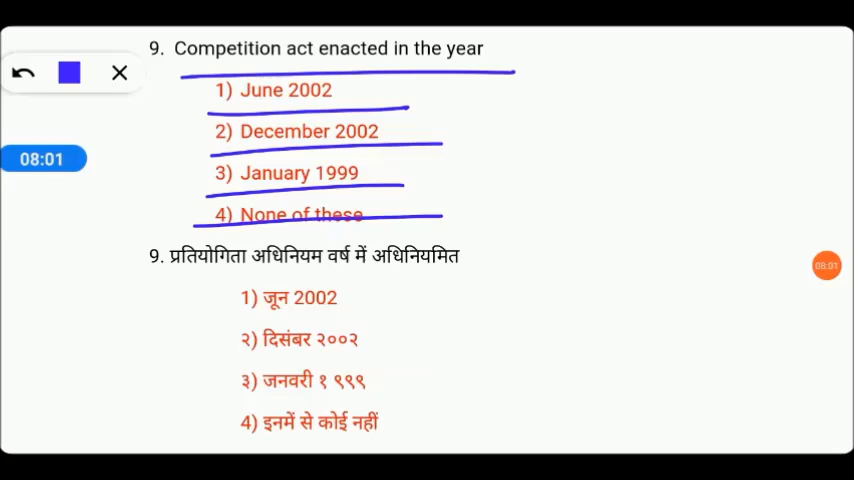 9. Competition act enacted in the year
1) June 2002
08:01
2) December 2002
3) January 1999
4) None of these
9. प्रतियोगिता अधिनियम वर्ष में अधिनियमित
08:01
1) जून 2002
२) दिसंबर २००२
३) जनवरी १ ९९९
4) इनमें से कोई नहीं